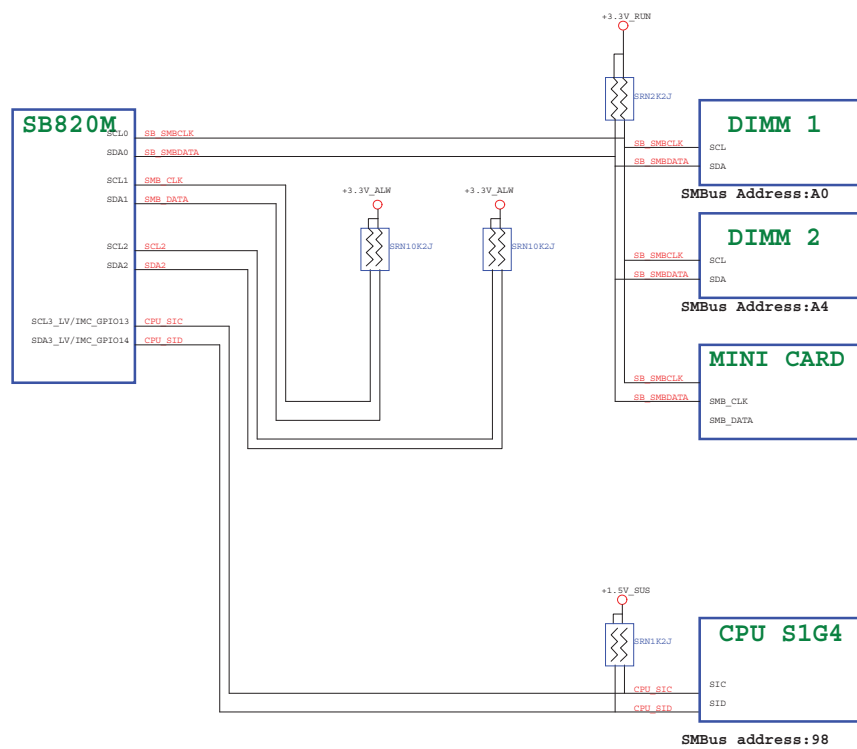 +3.3V_RUN
SRN2K2J
SB820M
SCL0 SB_SMBCLK
SDA0 SB_SMBDATA
SCL1 SMB_CLK
SDA1 SMB_DATA
SCL2 SCL2
SDA2 SDA2
SCL3_LV/IMC_GPIO13 CPU_SIC
SDA3_LV/IMC_GPIO14 CPU_SID
+3.3V_ALW
SRN10K2J
+3.3V_ALW
SRN10K2J
DIMM 1
SB_SMBCLK SCL
SB_SMBDATA SDA
SMBus Address:A0
DIMM 2
SB_SMBCLK SCL
SB_SMBDATA SDA
SMBus Address:A4
MINI CARD
SB_SMBCLK
SB_SMBDATA SMB_CLK
SMB_DATA
+1.5V_SUS
SRN1K2J
CPU S1G4
CPU_SIC SIC
CPU_SID SID
SMBus address:98